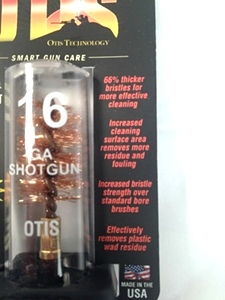 OTIS TECHNOLOGY
SMART GUN CARE
16
GA
SHOTGUN
OTIS
66% thicker
bristles for
more effective
cleaning
Increased
cleaning
surface area
removes more
residue and
fouling
Increased bristle
strength over
standard bore
brushes
Effectively
removes plastic
wad residue
MADE IN THE
USA